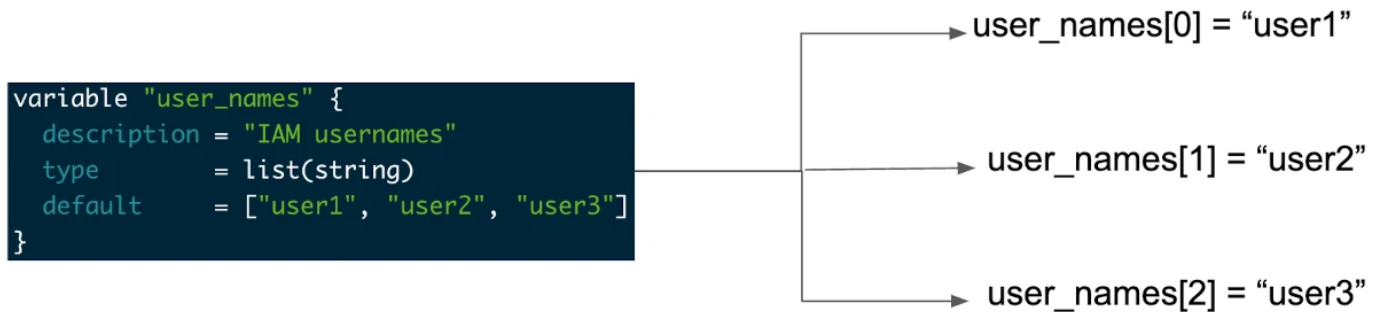 variable "user_names" {
  description = "IAM usernames"
  type        = list(string)
  default     = ["user1", "user2", "user3"]
}
user_names[0] = “user1”
user_names[1] = “user2”
user_names[2] = “user3”